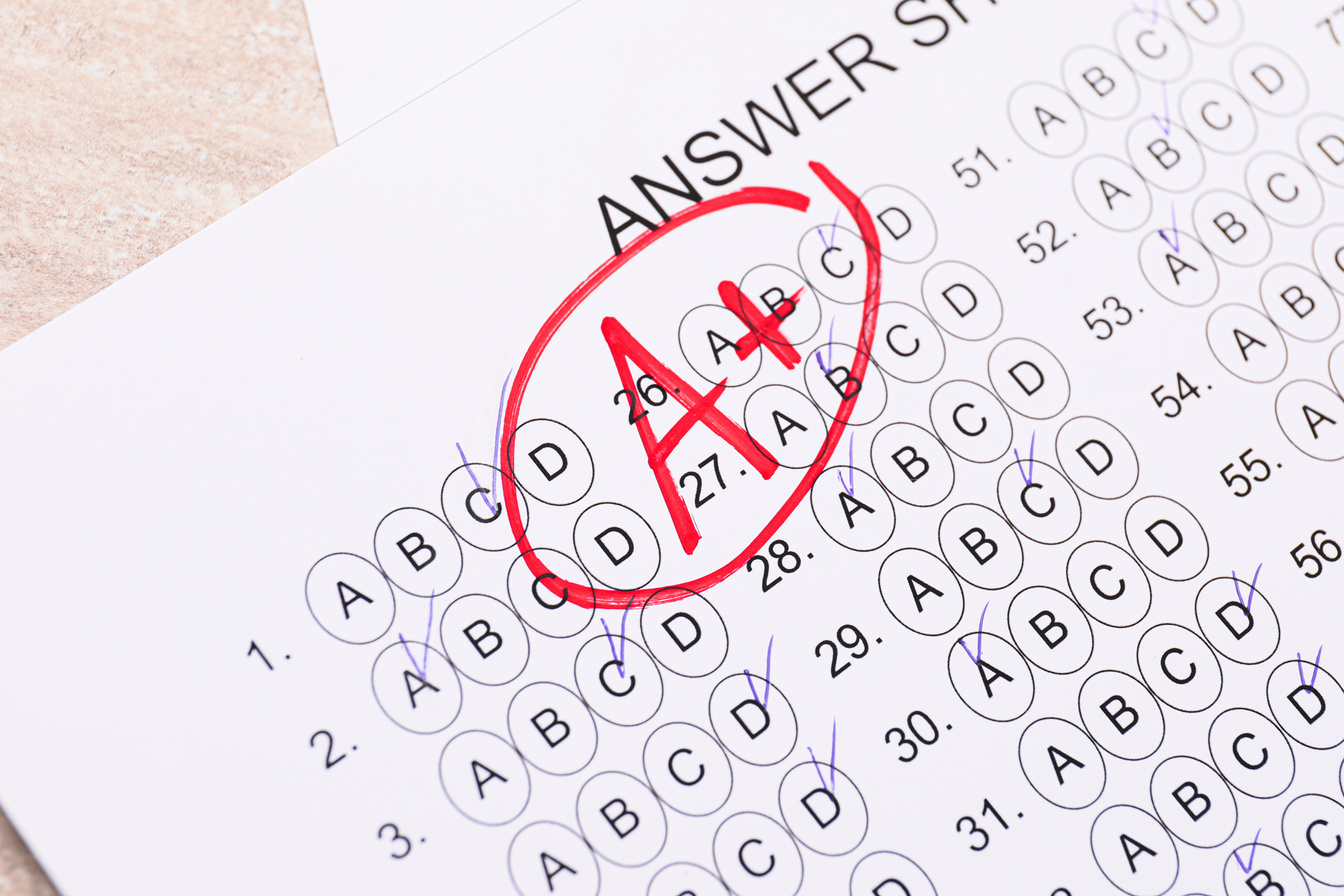 ANSWER SH
A+
1. A B C D
2. A B C D
3. A B C D
A B C D
A B C D
26. A B C D
27. A B C D
28. A B C D
29. A B C D
30. A B C D
31. A B C D
A B C D
51. A B C D
52. A B C D
53. A B C D
54. A B
55. A
56